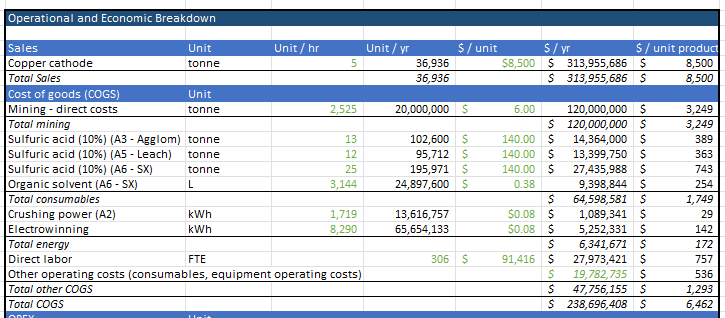 Operational and Economic Breakdown
Sales Unit Unit / hr Unit / yr $ / unit $ / yr $ / unit product
Copper cathode tonne 5 36,936 $8,500 $ 313,955,686 $ 8,500
Total Sales 36,936 $ 313,955,686 $ 8,500
Cost of goods (COGS) Unit
Mining - direct costs tonne 2,525 20,000,000 $ 6.00 120,000,000 $ 3,249
Total mining $ 120,000,000 $ 3,249
Sulfuric acid (10%) (A3 - Agglom) tonne 13 102,600 $ 140.00 $ 14,364,000 $ 389
Sulfuric acid (10%) (A5 - Leach) tonne 12 95,712 $ 140.00 $ 13,399,750 $ 363
Sulfuric acid (10%) (A6 - SX) tonne 25 195,971 $ 140.00 $ 27,435,988 $ 743
Organic solvent (A6 - SX) L 3,144 24,897,600 $ 0.38 $ 9,398,844 $ 254
Total consumables $ 64,598,581 $ 1,749
Crushing power (A2) kWh 1,719 13,616,757 $0.08 $ 1,089,341 $ 29
Electrowinning kWh 8,290 65,654,133 $0.08 $ 5,252,331 $ 142
Total energy $ 6,341,671 $ 172
Direct labor FTE 306 $ 91,416 $ 27,973,421 $ 757
Other operating costs (consumables, equipment operating costs) $ 19,782,735 $ 536
Total other COGS $ 47,756,155 $ 1,293
Total COGS $ 238,696,408 $ 6,462